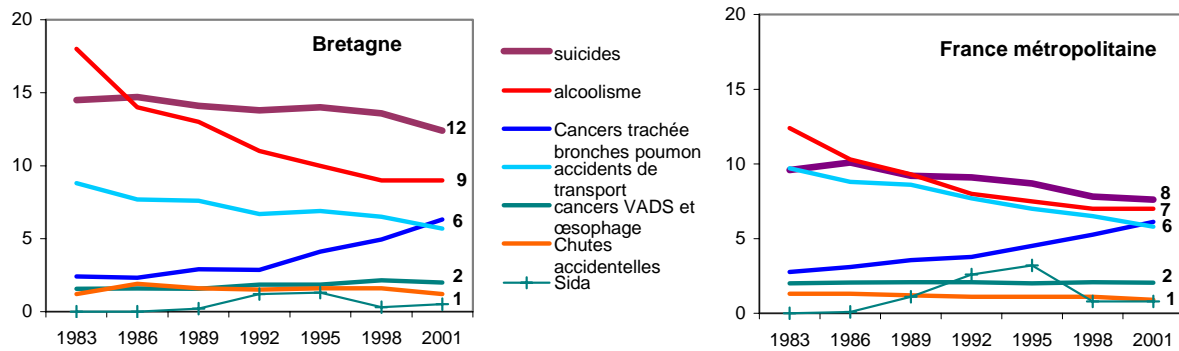 Bretagne
20
15
10
5
0
1983 1986 1989 1992 1995 1998 2001
12
9
6
2
1
suicides
alcoolisme
Cancers trachée
bronches poumon
accidents de
transport
cancers VADS et
œsophage
Chutes
accidentelles
Sida
France métropolitaine
20
15
10
5
0
1983 1986 1989 1992 1995 1998 2001
8
7
6
2
1